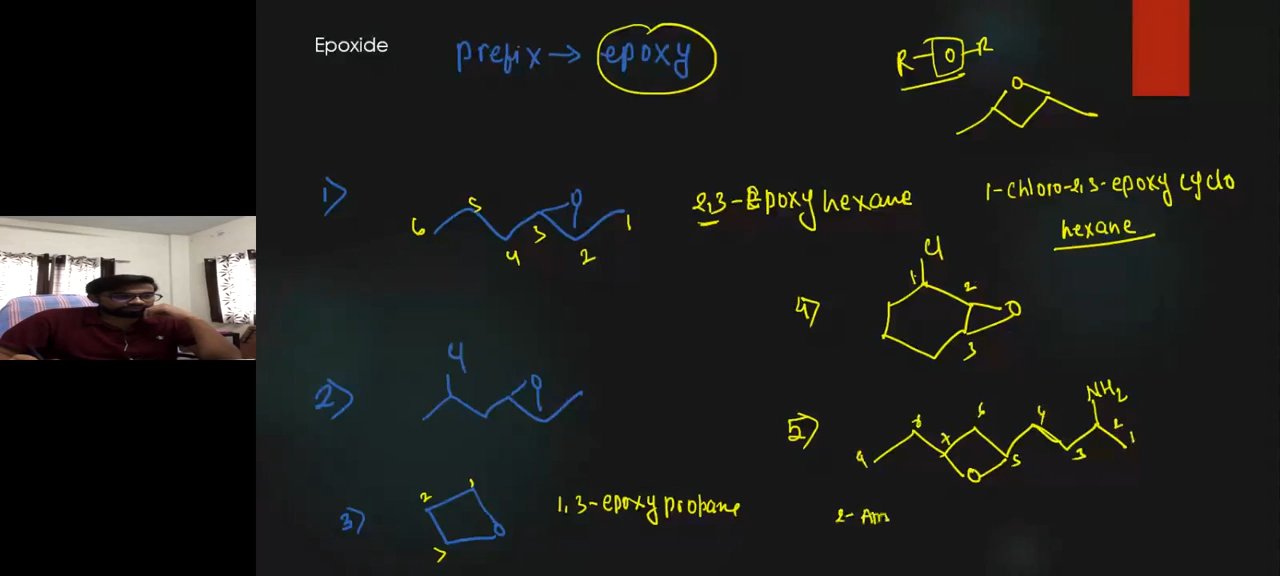 Epoxide
prefix → epoxy
R-O-R
O
1)
6 5 4 3 2 1
O
2,3-Epoxy hexane
1-chloro-2,3-epoxy cyclo
hexane
4)
Cl
1 2 3
O
2)
Cl
O
5)
NH2
9 8 7 6 5 4 3 2 1
O
3)
2 1 3
O
1,3-epoxy propane
2-Am